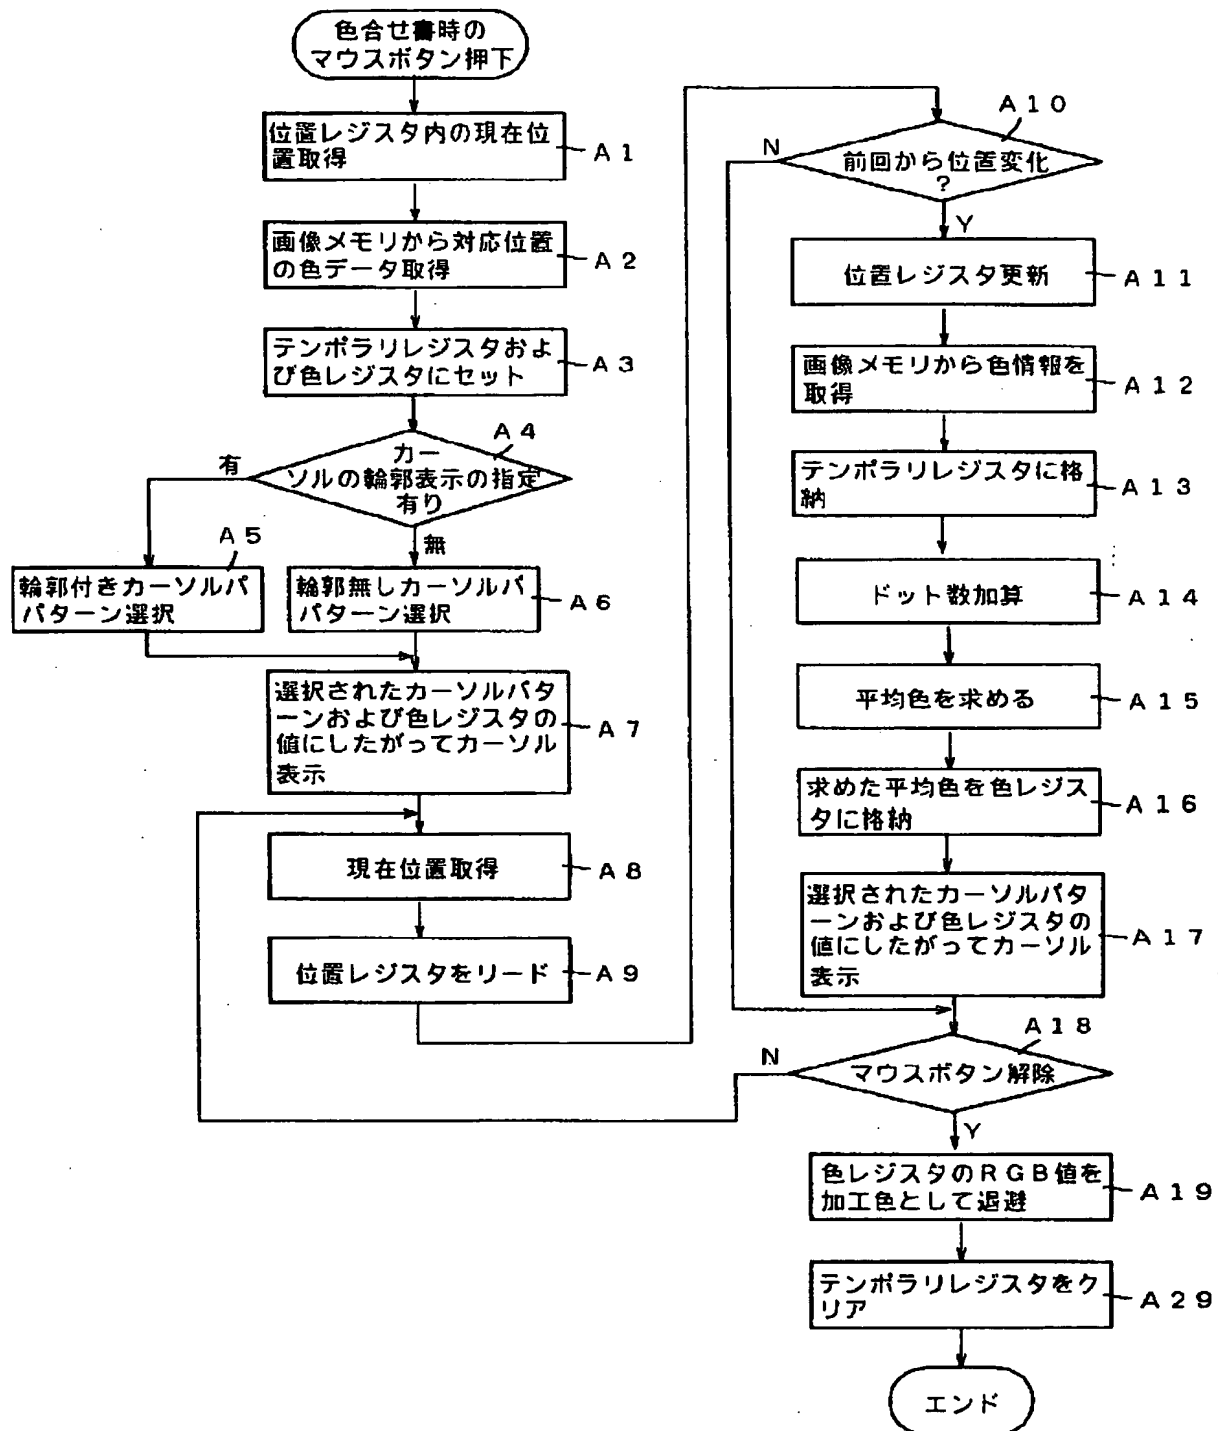 色合せ書時の
マウスボタン押下
位置レジスタ内の現在位
置取得
A1
画像メモリから対応位置
の色データ取得
A2
テンポラリレジスタおよ
び色レジスタにセット
A3
A4
カー
ソルの輪郭表示の指定
有り
有
無
A5
輪郭付きカーソルパ
パターン選択
輪郭無しカーソルパ
パターン選択
A6
選択されたカーソルパタ
ーンおよび色レジスタの
値にしたがってカーソル
表示
A7
現在位置取得
A8
位置レジスタをリード
A9
A10
前回から位置変化
?
N
Y
位置レジスタ更新
A11
画像メモリから色情報を
取得
A12
テンポラリレジスタに格
納
A13
ドット数加算
A14
平均色を求める
A15
求めた平均色を色レジス
タに格納
A16
選択されたカーソルパタ
ーンおよび色レジスタの
値にしたがってカーソル
表示
A17
A18
マウスボタン解除
N
Y
色レジスタのRGB値を
加工色として退避
A19
テンポラリレジスタをク
リア
A29
エンド